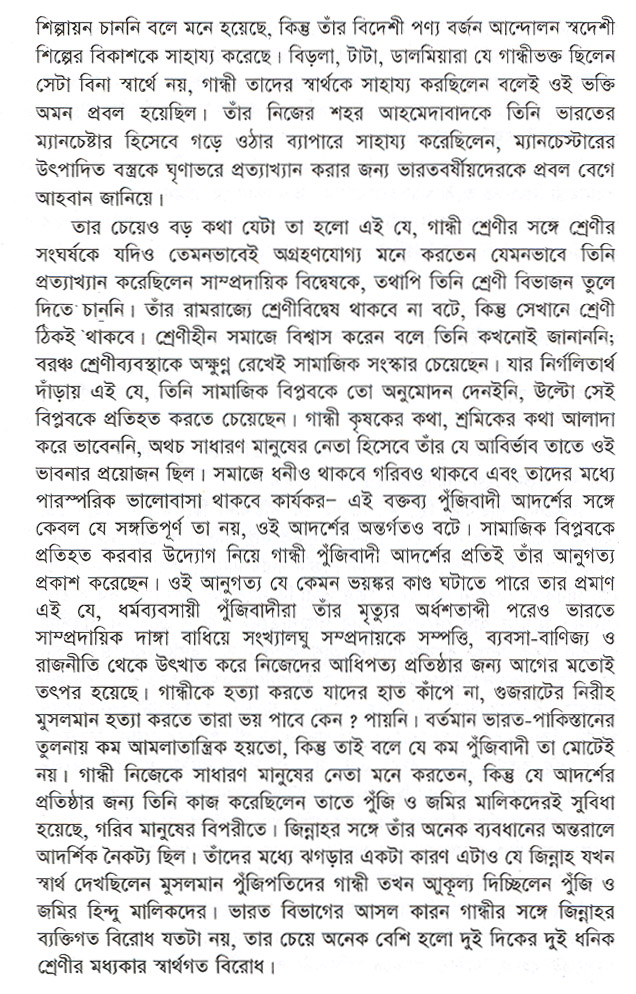 শিল্পায়ন চাননি বলে মনে হয়েছে, কিন্তু তাঁর বিদেশী পণ্য বর্জন আন্দোলন স্বদেশী
শিল্পের বিকাশকে সাহায্য করেছে। বিড়লা, টাটা, ডালমিয়ারা যে গান্ধীভক্ত ছিলেন
সেটা বিনা স্বার্থে নয়, গান্ধী তাদের স্বার্থকে সাহায্য করছিলেন বলেই ওই ভক্তি
অমন প্রবল হয়েছিল। তাঁর নিজের শহর আহমেদাবাদকে তিনি ভারতের
ম্যানচেষ্টার হিসেবে গড়ে ওঠার ব্যাপারে সাহায্য করেছিলেন, ম্যানচেস্টারের
উৎপাদিত বস্ত্রকে ঘৃণাভরে প্রত্যাখ্যান করার জন্য ভারতবর্ষীয়দেরকে প্রবল বেগে
আহবান জানিয়ে।
তার চেয়েও বড় কথা যেটা তা হলো এই যে, গান্ধী শ্রেণীর সঙ্গে শ্রেণীর
সংঘর্ষকে যদিও তেমনভাবেই অগ্রহণযোগ্য মনে করতেন যেমনভাবে তিনি
প্রত্যাখ্যান করেছিলেন সাম্প্রদায়িক বিদ্বেষকে, তথাপি তিনি শ্রেণী বিভাজন তুলে
দিতে চাননি। তাঁর রামরাজ্যে শ্রেণীবিদ্বেষ থাকবে না বটে, কিন্তু সেখানে শ্রেণী
ঠিকই থাকবে। শ্রেণীহীন সমাজে বিশ্বাস করেন বলে তিনি কখনোই জানাননি;
বরঞ্চ শ্রেণীব্যবস্থাকে অক্ষুণ্ন রেখেই সামাজিক সংস্কার চেয়েছেন। যার নির্গলিতার্থ
দাঁড়ায় এই যে, তিনি সামাজিক বিপ্লবকে তো অনুমোদন দেনইনি, উল্টো সেই
বিপ্লবকে প্রতিহত করতে চেয়েছেন। গান্ধী কৃষকের কথা, শ্রমিকের কথা আলাদা
করে ভাবেননি, অথচ সাধারণ মানুষের নেতা হিসেবে তাঁর যে আবির্ভাব তাতে ওই
ভাবনার প্রয়োজন ছিল। সমাজে ধনীও থাকবে গরিবও থাকবে এবং তাদের মধ্যে
পারস্পরিক ভালোবাসা থাকবে কার্যকর– এই বক্তব্য পুঁজিবাদী আদর্শের সঙ্গে
কেবল যে সঙ্গতিপূর্ণ তা নয়, ওই আদর্শের অন্তর্গতও বটে। সামাজিক বিপ্লবকে
প্রতিহত করবার উদ্যোগ নিয়ে গান্ধী পুঁজিবাদী আদর্শের প্রতিই তাঁর আনুগত্য
প্রকাশ করেছেন। ওই আনুগত্য যে কেমন ভয়ঙ্কর কাণ্ড ঘটাতে পারে তার প্রমাণ
এই যে, ধর্মব্যবসায়ী পুঁজিবাদীরা তাঁর মৃত্যুর অর্ধশতাব্দী পরেও ভারতে
সাম্প্রদায়িক দাঙ্গা বাধিয়ে সংখ্যালঘু সম্প্রদায়কে সম্পত্তি, ব্যবসা-বাণিজ্য ও
রাজনীতি থেকে উৎখাত করে নিজেদের আধিপত্য প্রতিষ্ঠার জন্য আগের মতোই
তৎপর হয়েছে। গান্ধীকে হত্যা করতে যাদের হাত কাঁপে না, গুজরাটের নিরীহ
মুসলমান হত্যা করতে তারা ভয় পাবে কেন ? পায়নি। বর্তমান ভারত-পাকিস্তানের
তুলনায় কম আমলাতান্ত্রিক হয়তো, কিন্তু তাই বলে যে কম পুঁজিবাদী তা মোটেই
নয়। গান্ধী নিজেকে সাধারণ মানুষের নেতা মনে করতেন, কিন্তু যে আদর্শের
প্রতিষ্ঠার জন্য তিনি কাজ করেছিলেন তাতে পুঁজি ও জমির মালিকদেরই সুবিধা
হয়েছে, গরিব মানুষের বিপরীতে। জিন্নাহর সঙ্গে তাঁর অনেক ব্যবধানের অন্তরালে
আদর্শিক নৈকট্য ছিল। তাঁদের মধ্যে ঝগড়ার একটা কারণ এটাও যে জিন্নাহ যখন
স্বার্থ দেখছিলেন মুসলমান পুঁজিপতিদের গান্ধী তখন আুকূল্য দিচ্ছিলেন পুঁজি ও
জমির হিন্দু মালিকদের। ভারত বিভাগের আসল কারন গান্ধীর সঙ্গে জিন্নাহর
ব্যক্তিগত বিরোধ যতটা নয়, তার চেয়ে অনেক বেশি হলো দুই দিকের দুই ধনিক
শ্রেণীর মধ্যকার স্বার্থগত বিরোধ।